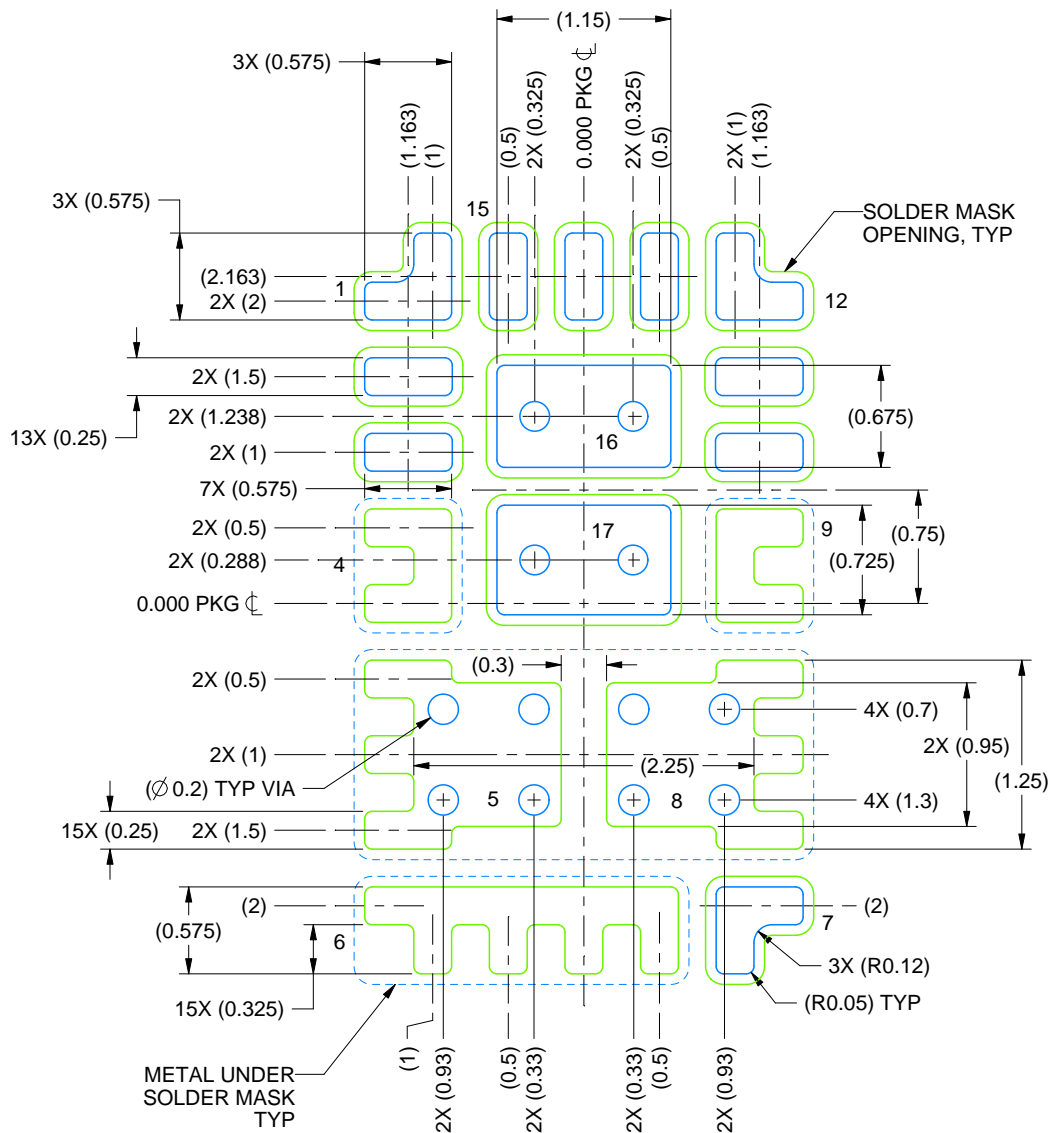 (1.15)
3X (0.575)
(1.163)
(1)
(0.5)
2X (0.325)
0.000 PKG ℄
2X (0.325)
(0.5)
2X (1)
(1.163)
3X (0.575)
15
SOLDER MASK
OPENING, TYP
(2.163)
1
2X (2)
12
2X (1.5)
2X (1.238)
13X (0.25)
16
(0.675)
2X (1)
7X (0.575)
2X (0.5)
17
9
(0.75)
2X (0.288)
4
(0.725)
0.000 PKG ℄
(0.3)
2X (0.5)
4X (0.7)
2X (1)
2X (0.95)
(2.25)
(1.25)
(∅ 0.2) TYP VIA
5
8
4X (1.3)
15X (0.25)
2X (1.5)
(2)
(2)
(0.575)
6
7
3X (R0.12)
15X (0.325)
(R0.05) TYP
(1)
2X (0.93)
(0.5)
2X (0.33)
2X (0.33)
(0.5)
2X (0.93)
METAL UNDER
SOLDER MASK
TYP